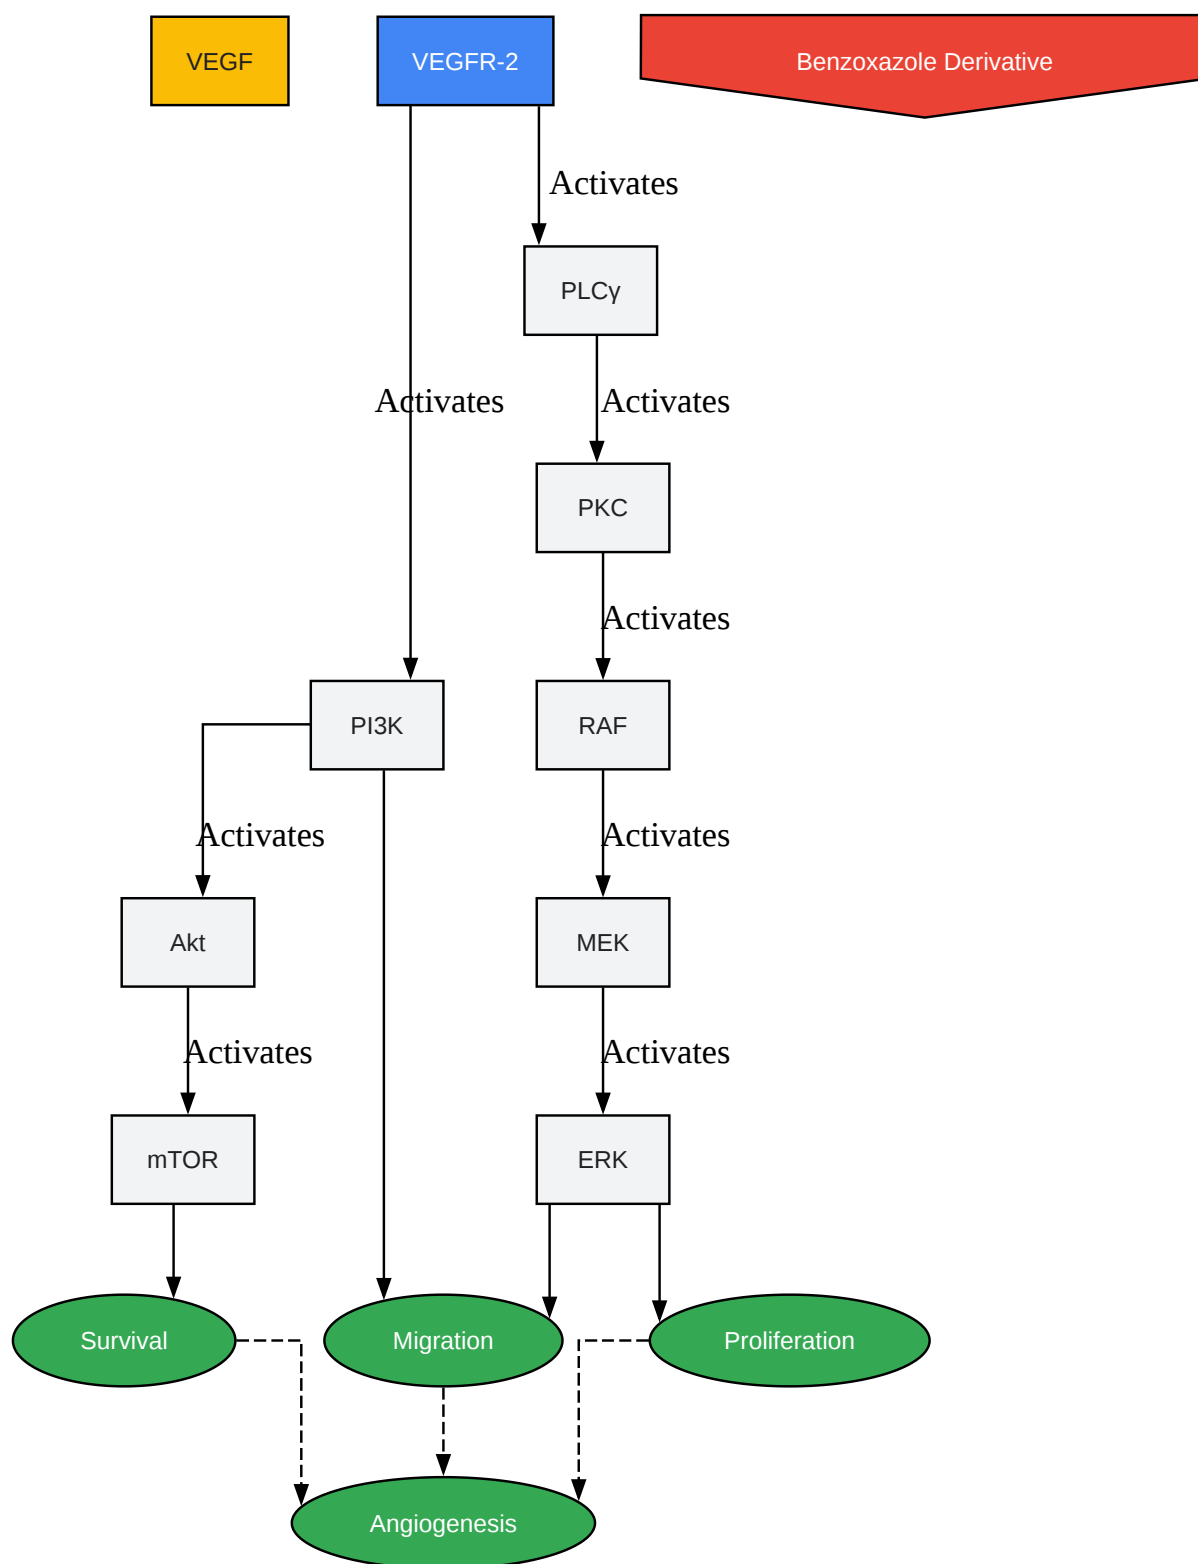 VEGF
VEGFR-2
Benzoxazole Derivative
Activates
PLCγ
Activates
Activates
PKC
Activates
PI3K
RAF
Activates
Activates
Akt
MEK
Activates
Activates
mTOR
ERK
Survival
Migration
Proliferation
Angiogenesis